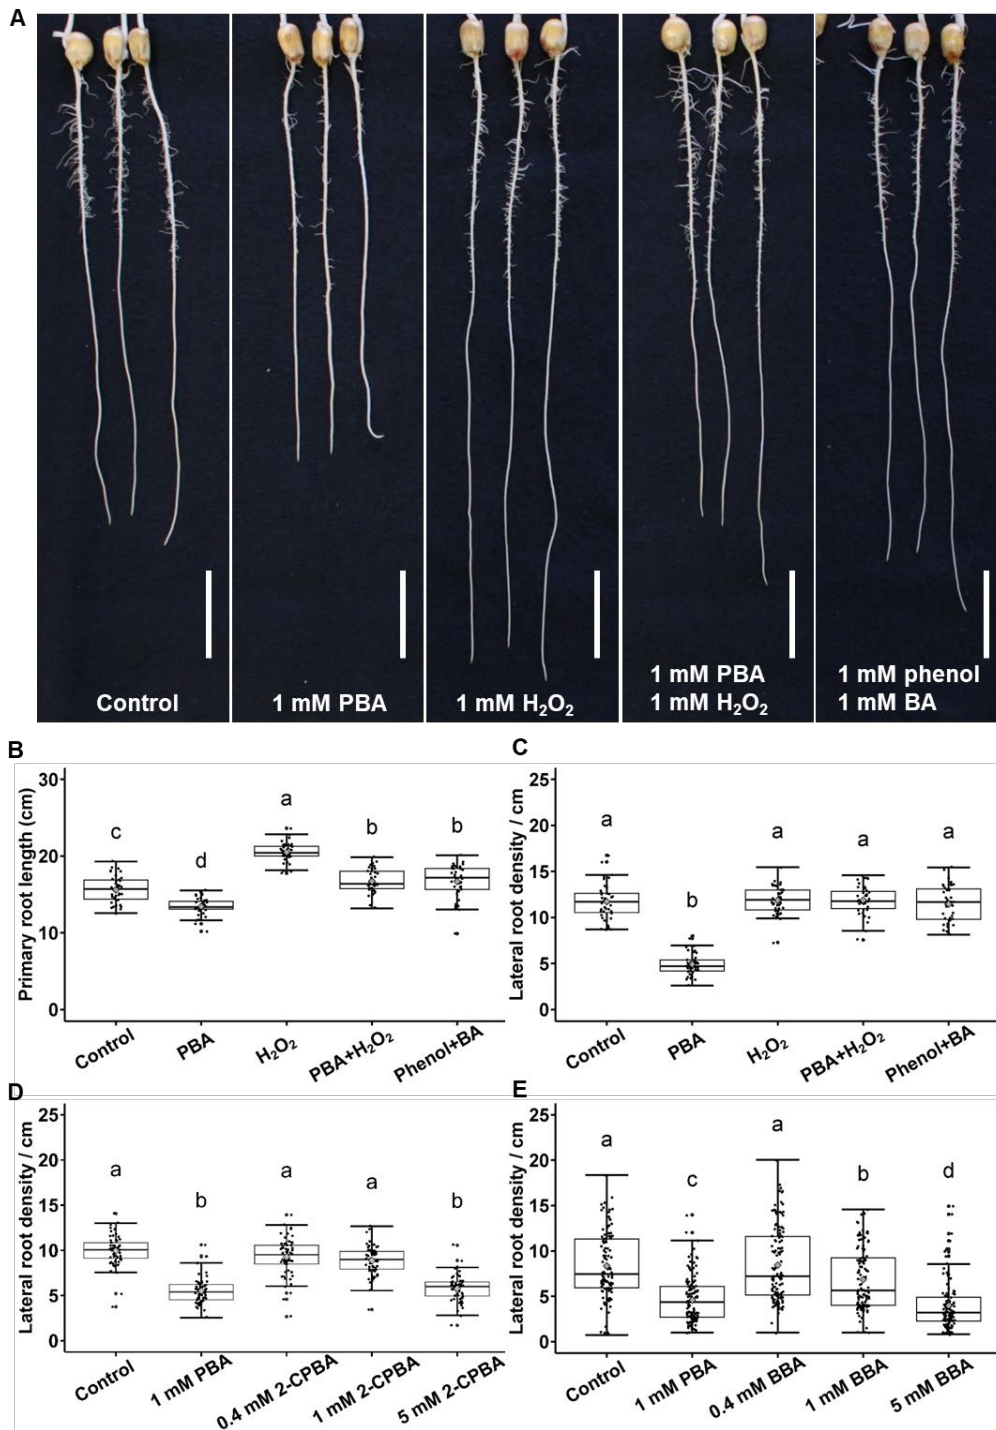 A
Control
1 mM PBA
1 mM H₂O₂
1 mM PBA
1 mM H₂O₂
1 mM phenol
1 mM BA
B
Primary root length (cm)
30
20
10
0
c
d
a
b
b
Control
PBA
H₂O₂
PBA+H₂O₂
Phenol+BA
C
Lateral root density / cm
25
20
15
10
5
0
a
b
a
a
a
Control
PBA
H₂O₂
PBA+H₂O₂
Phenol+BA
D
Lateral root density / cm
25
20
15
10
5
0
a
b
a
a
b
Control
1 mM PBA
0.4 mM 2-CPBA
1 mM 2-CPBA
5 mM 2-CPBA
E
Lateral root density / cm
25
20
15
10
5
0
a
c
a
b
d
Control
1 mM PBA
0.4 mM BBA
1 mM BBA
5 mM BBA